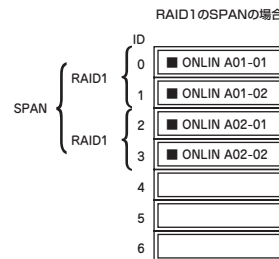 RAID1のSPANの場合
ID
0 ■ ONLIN A01-01
RAID1
1 ■ ONLIN A01-02
SPAN
2 ■ ONLIN A02-01
RAID1
3 ■ ONLIN A02-02
4
5
6